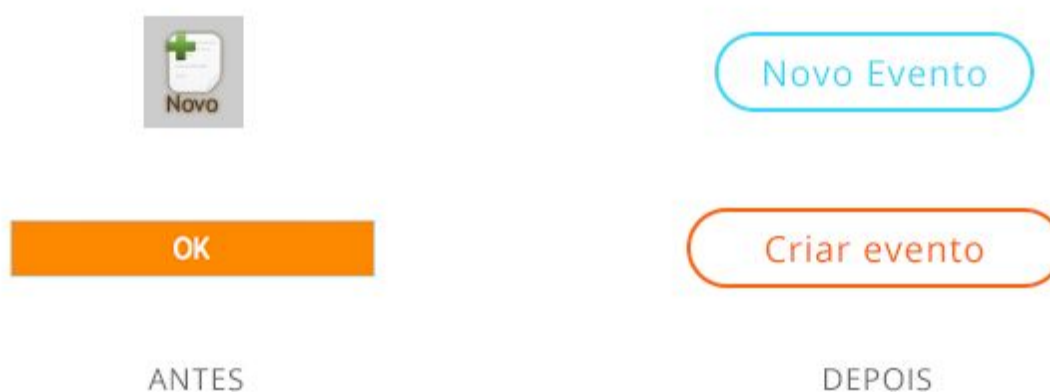 Novo
Novo Evento
OK
Criar evento
ANTES
DEPOIS